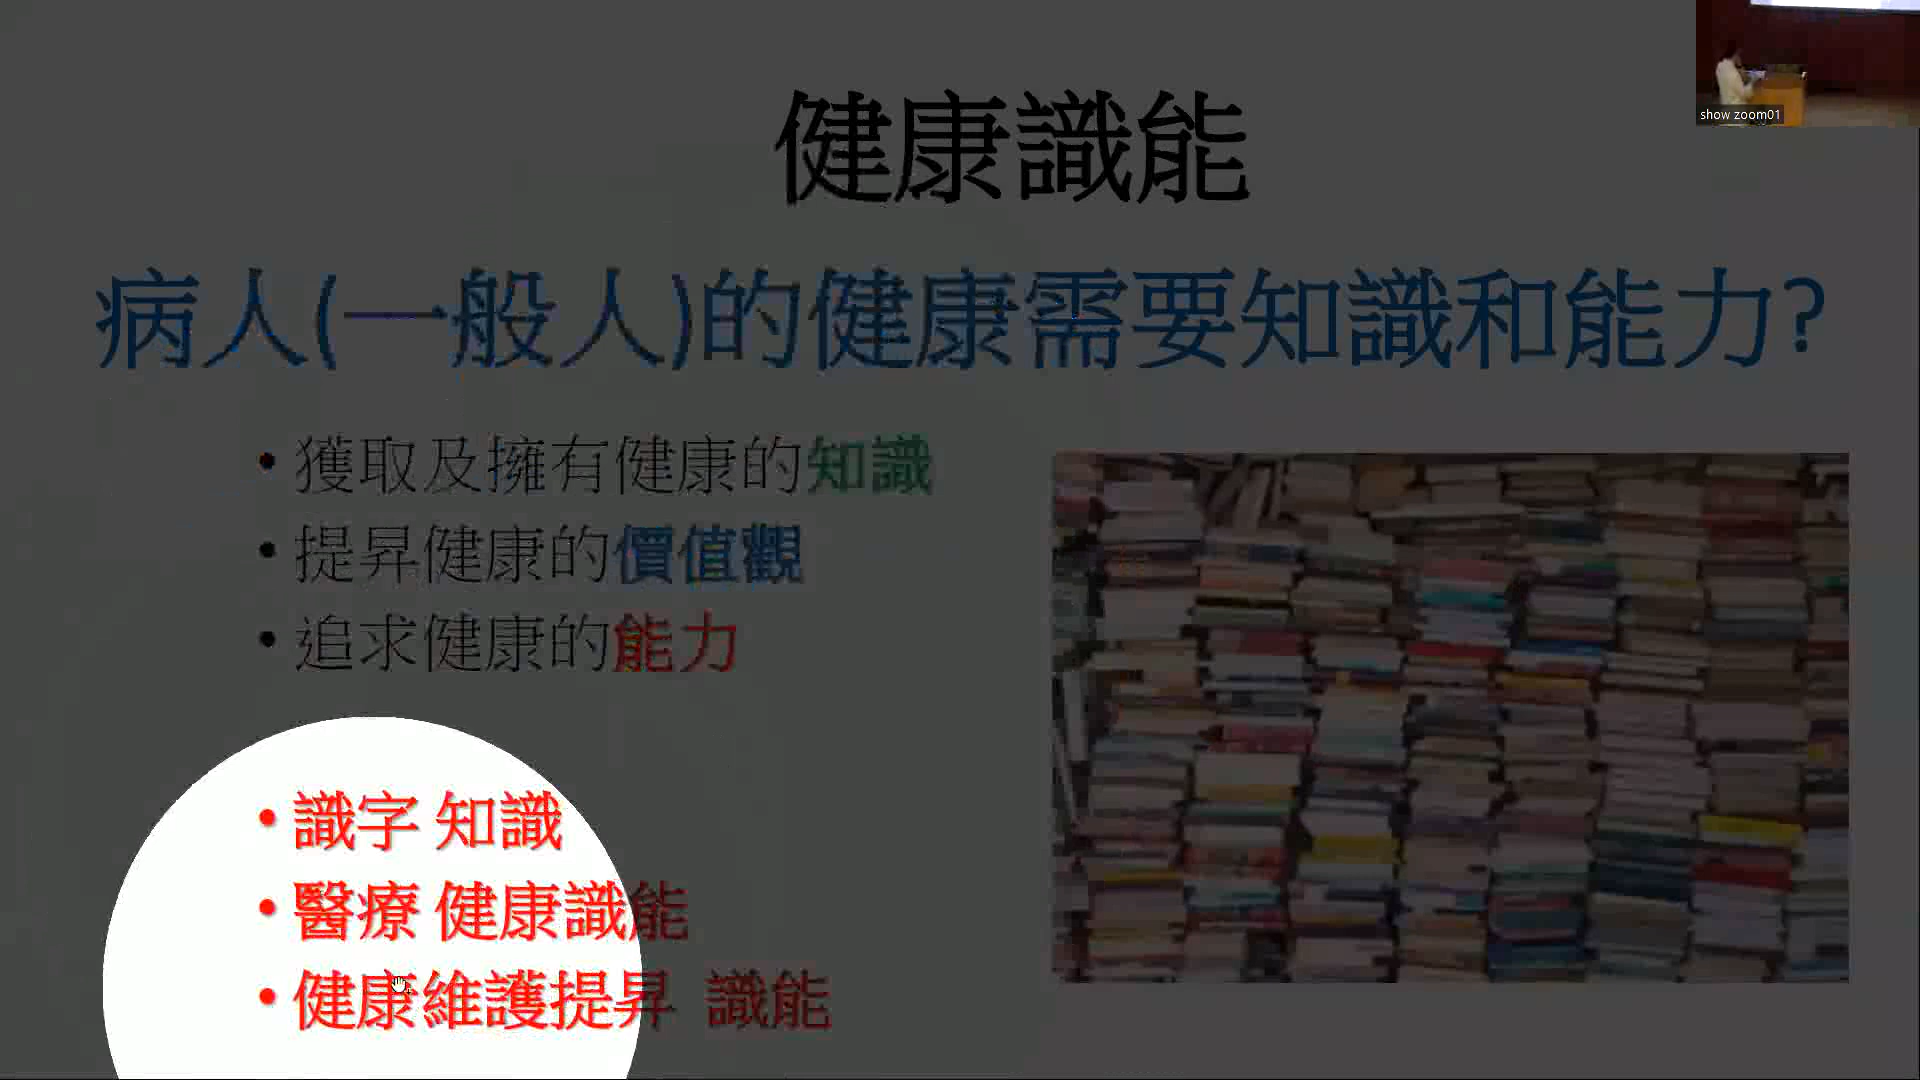 show zoom01
健康識能
病人(一般人)的健康需要知識和能力?
• 獲取及擁有健康的知識
• 提昇健康的價值觀
• 追求健康的能力
• 識字 知識
• 醫療 健康識能
• 健康維護提昇 識能